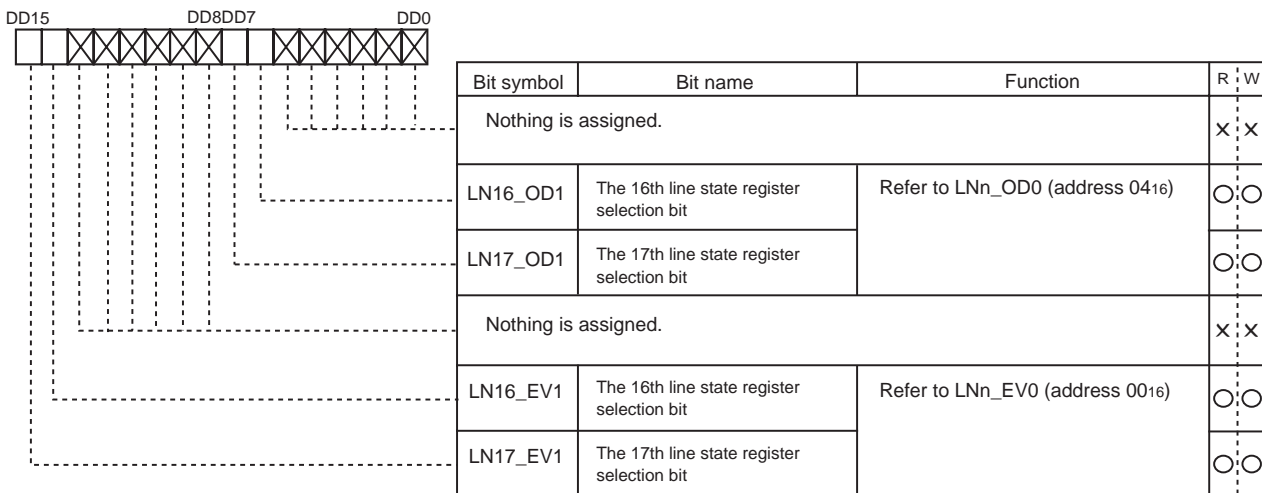 DD15 DD8DD7 DD0
Bit symbol Bit name Function R W
Nothing is assigned. X X
LN16_OD1 The 16th line state register selection bit Refer to LNn_OD0 (address 0416) O O
LN17_OD1 The 17th line state register selection bit O O
Nothing is assigned. X X
LN16_EV1 The 16th line state register selection bit Refer to LNn_EV0 (address 0016) O O
LN17_EV1 The 17th line state register selection bit O O